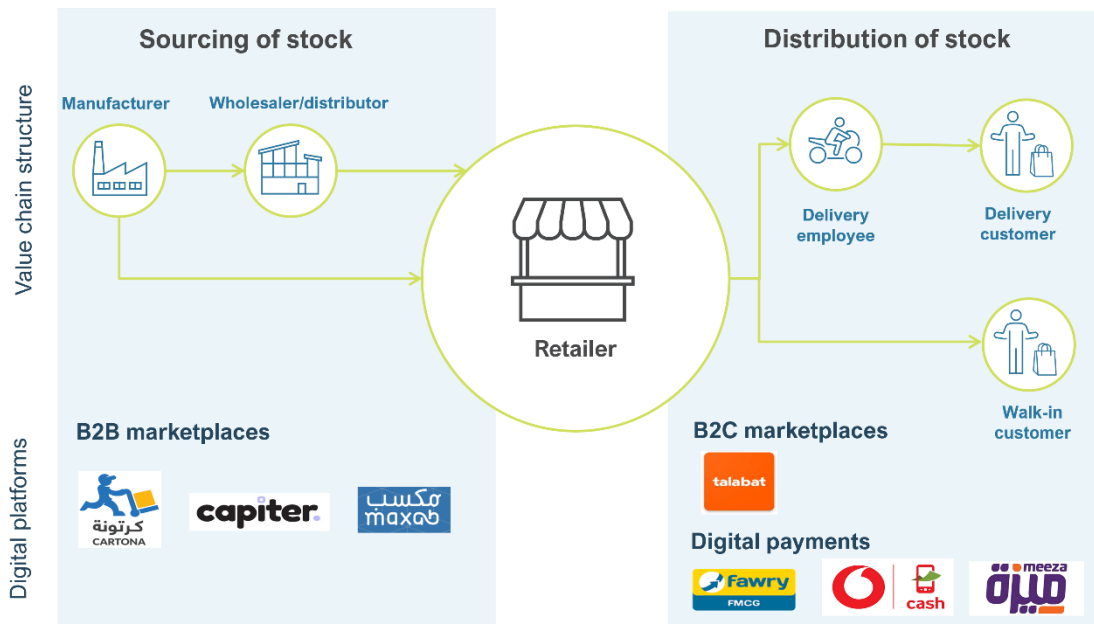 Sourcing of stock
Distribution of stock
Value chain structure
Manufacturer
Wholesaler/distributor
Retailer
Delivery
employee
Delivery
customer
Walk-in
customer
Digital platforms
B2B marketplaces
كرتونة
CARTONA
capiter.
مكسب
maxab
B2C marketplaces
talabat
Digital payments
fawry
FMCG
cash
meeza
ميزة